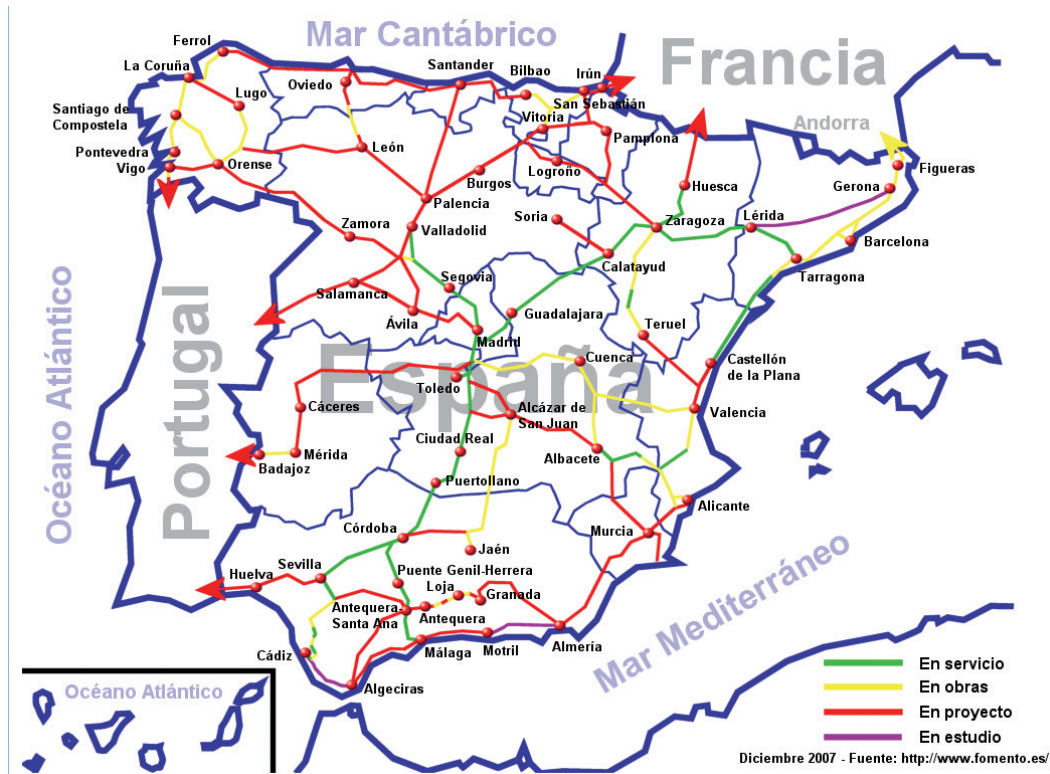 Mar Cantábrico
Francia
Ferrol
La Coruña
Oviedo
Santander
Bilbao
Irún
San Sebastián
Lugo
Santiago de
Compostela
Vitoria
Pamplona
Andorra
Pontevedra
Vigo
Orense
León
Burgos
Logroño
Figueras
Gerona
Huesca
Palencia
Soria
Zaragoza
Lérida
Barcelona
Zamora
Valladolid
Calatayud
Tarragona
Segovia
Salamanca
Ávila
Guadalajara
Madrid
Teruel
Océano Atlántico
Portugal
España
Cuenca
Castellón
de la Plana
Toledo
Cáceres
Alcázar de
San Juan
Valencia
Ciudad Real
Albacete
Mérida
Badajoz
Puertollano
Alicante
Córdoba
Jaén
Murcia
Mar Mediterráneo
Huelva
Sevilla
Puente Genil-Herrera
Loja
Granada
Antequera-
Santa Ana
Antequera
Cádiz
Málaga
Motril
Almería
Algeciras
Océano Atlántico
En servicio
En obras
En proyecto
En estudio
Diciembre 2007 - Fuente: http://www.fomento.es/